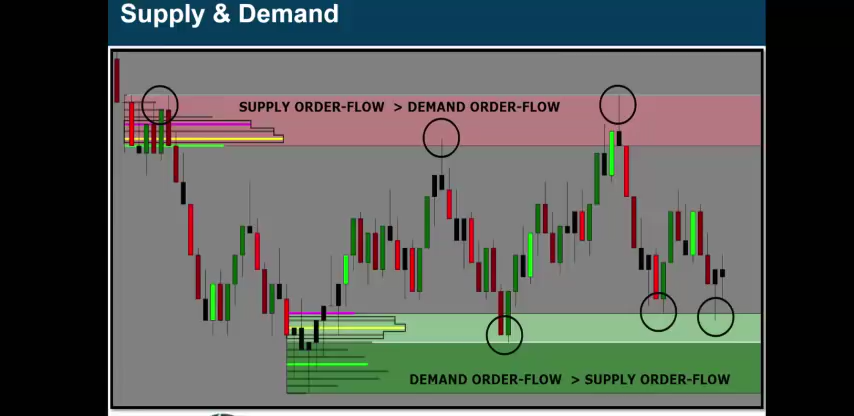 Supply & Demand
SUPPLY ORDER-FLOW > DEMAND ORDER-FLOW
DEMAND ORDER-FLOW > SUPPLY ORDER-FLOW